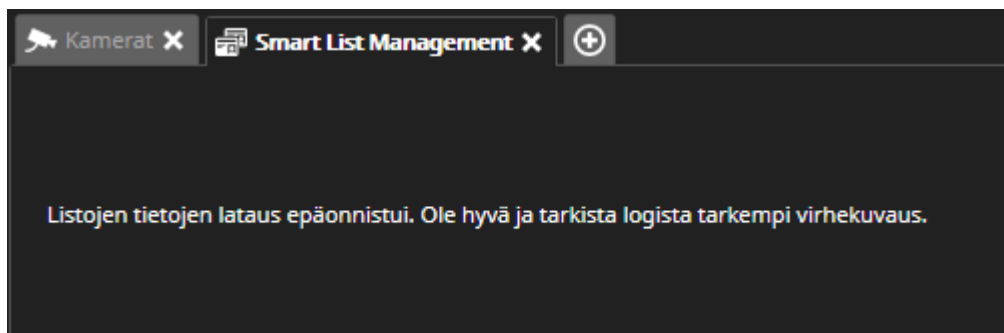 Kamerat Smart List Management
Listojen tietojen lataus epäonnistui. Ole hyvä ja tarkista logista tarkempi virhekuvaus.